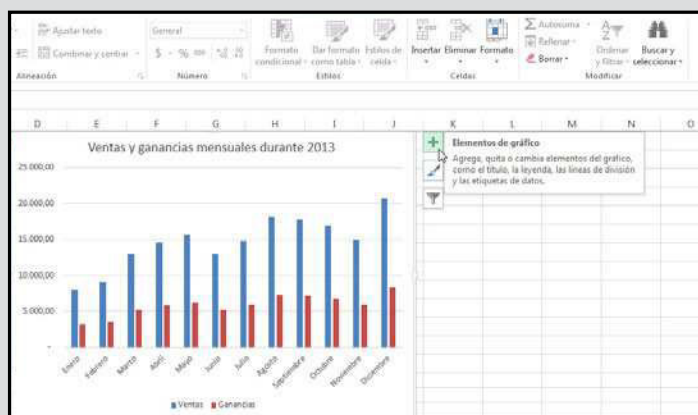 Ajustar texto
Combinar y centrar
Alineación
General
$ - % 000
Número
Formato condicional
Dar formato como tabla
Estilos de celda
Estilos
Insertar Eliminar Formato
Celdas
Autosuma
Rellenar
Borrar
Ordenar y filtrar
Buscar y seleccionar
Modificar
D E F G H I J K L M N O
Ventas y ganancias mensuales durante 2013
25.000,00
20.000,00
15.000,00
10.000,00
5.000,00
-
Enero Febrero Marzo Abril Mayo Junio Julio Agosto Septiembre Octubre Noviembre Diciembre
Ventas Ganancias
Elementos de gráfico
Agrega, quita o cambia elementos del gráfico,
como el título, la leyenda, las líneas de división
y las etiquetas de datos.